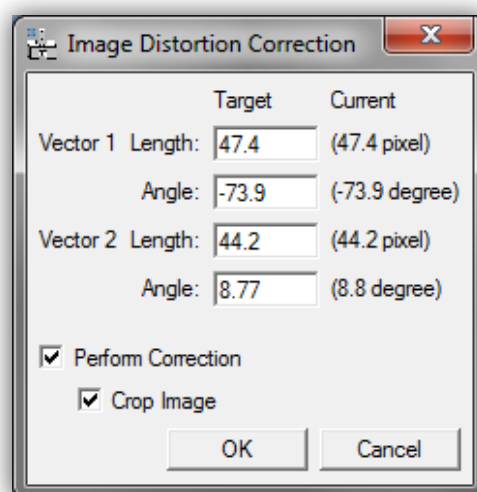 Image Distortion Correction
Target Current
Vector 1 Length: 47.4 (47.4 pixel)
Angle: -73.9 (-73.9 degree)
Vector 2 Length: 44.2 (44.2 pixel)
Angle: 8.77 (8.8 degree)
Perform Correction
Crop Image
OK Cancel